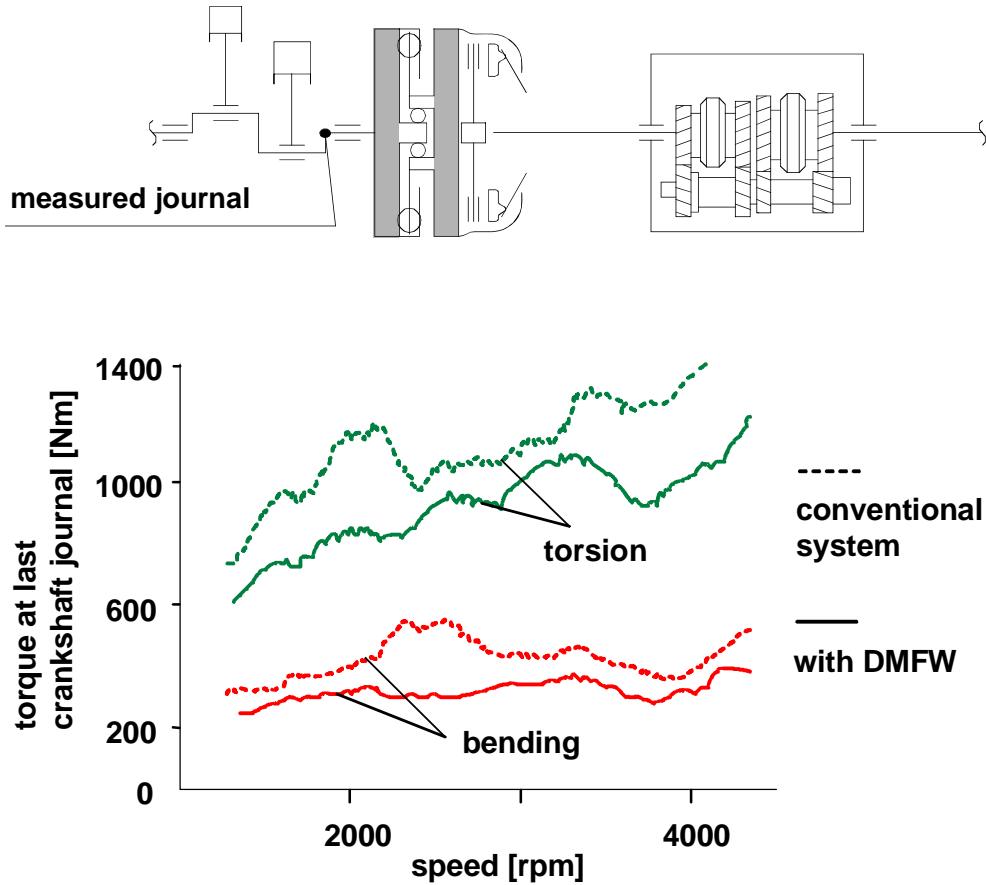 measured journal
1400
1000
600
200
0
torque at last
crankshaft journal [Nm]
torsion
bending
conventional
system
with DMFW
2000
4000
speed [rpm]